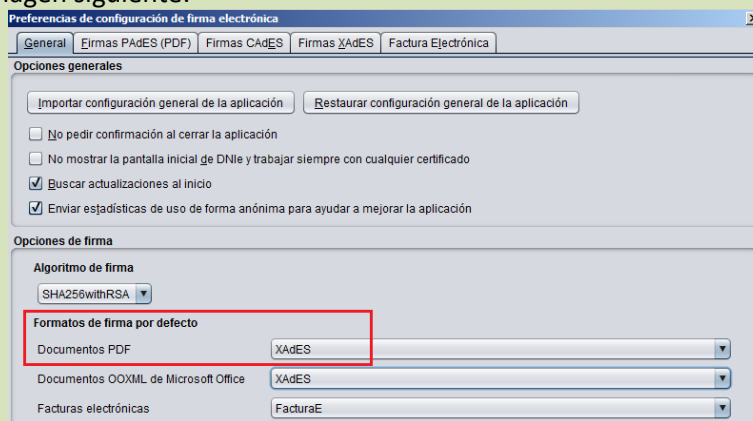 Preferencias de configuración de firma electrónica
General Firmas PAdES (PDF) Firmas CAdES Firmas XAdES Factura Electrónica
Opciones generales
Importar configuración general de la aplicación Restaurar configuración general de la aplicación
No pedir confirmación al cerrar la aplicación
No mostrar la pantalla inicial de DNIe y trabajar siempre con cualquier certificado
Buscar actualizaciones al inicio
Enviar estadísticas de uso de forma anónima para ayudar a mejorar la aplicación
Opciones de firma
Algoritmo de firma
SHA256withRSA
Formatos de firma por defecto
Documentos PDF XAdES
Documentos OOXML de Microsoft Office XAdES
Facturas electrónicas FacturaE